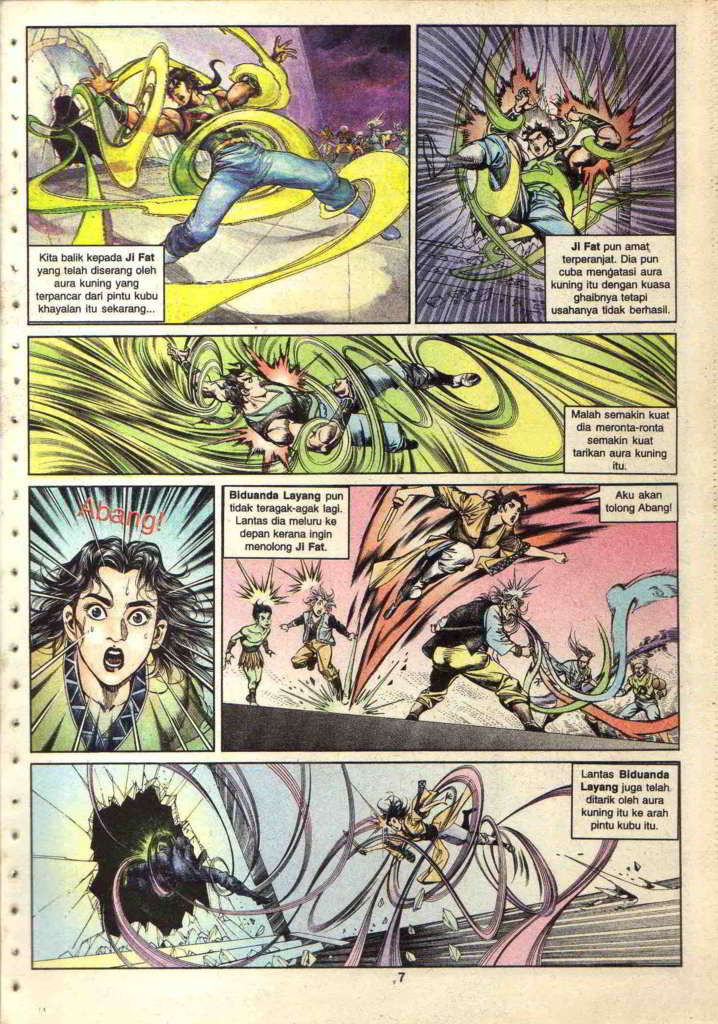 Kita balik kepada Ji Fat
yang telah diserang oleh
aura kuning yang
terpancar dari pintu kubu
khayalan itu sekarang...
Ji Fat pun amat
terperanjat. Dia pun
cuba mengatasi aura
kuning itu dengan kuasa
ghaibnya tetapi
usahanya tidak berhasil.
Malah semakin kuat
dia meronta-ronta
semakin kuat
tarikan aura kuning
itu.
Abang!
Biduanda Layang pun
tidak teragak-agak lagi.
Lantas dia meluru ke
depan kerana ingin
menolong Ji Fat.
Aku akan
tolong Abang!
Lantas Biduanda
Layang juga telah
ditarik oleh aura
kuning itu ke arah
pintu kubu itu.
7